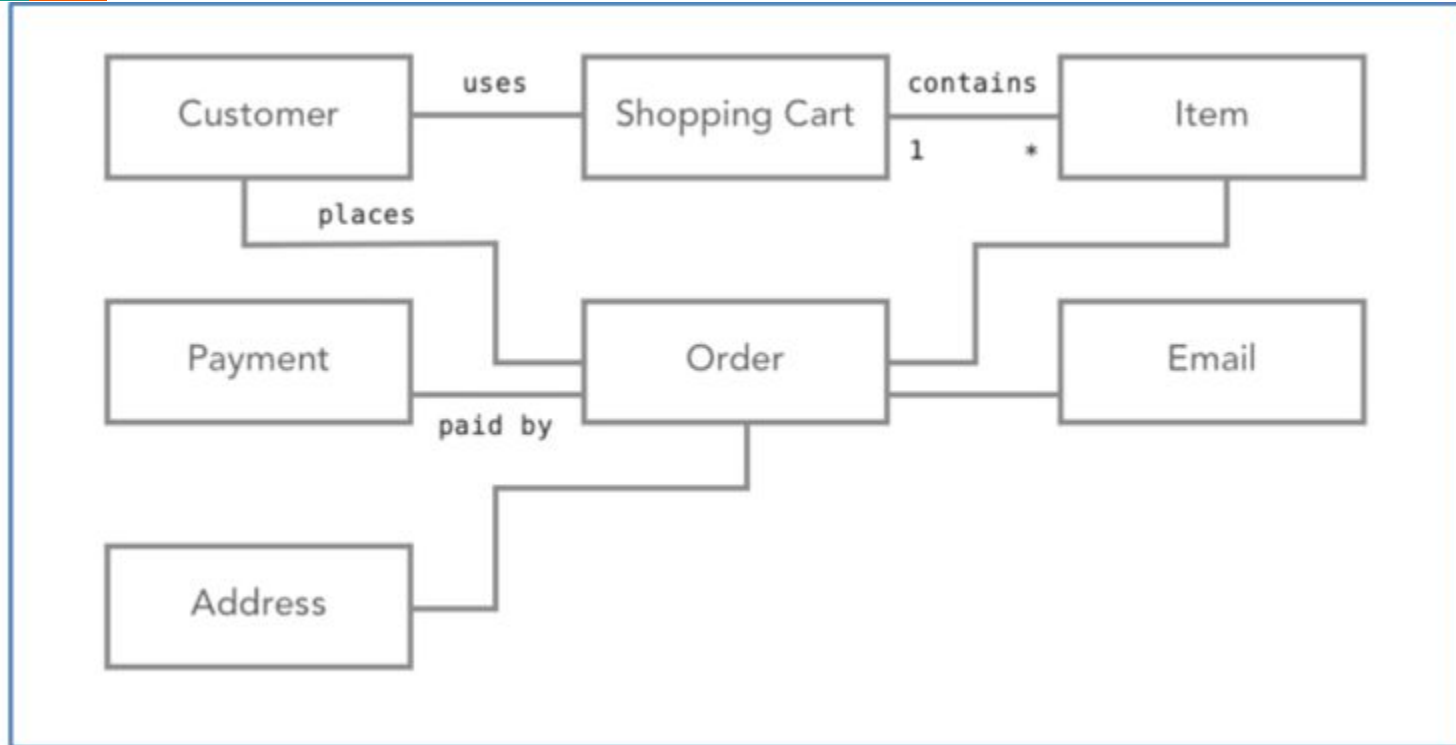 uses
contains
Customer
Shopping Cart
Item
1
*
places
Payment
Order
Email
paid by
Address